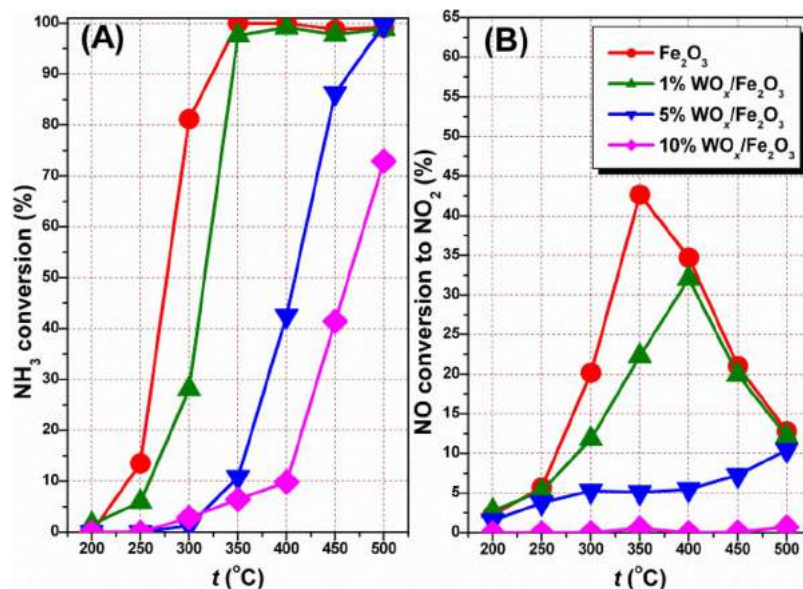 (A)
NH₃ conversion (%)
100
90
80
70
60
50
40
30
20
10
0
200 250 300 350 400 450 500
t (°C)
(B)
NO conversion to NO₂ (%)
65
60
55
50
45
40
35
30
25
20
15
10
5
0
200 250 300 350 400 450 500
t (°C)
Fe₂O₃
1% WOₓ/Fe₂O₃
5% WOₓ/Fe₂O₃
10% WOₓ/Fe₂O₃